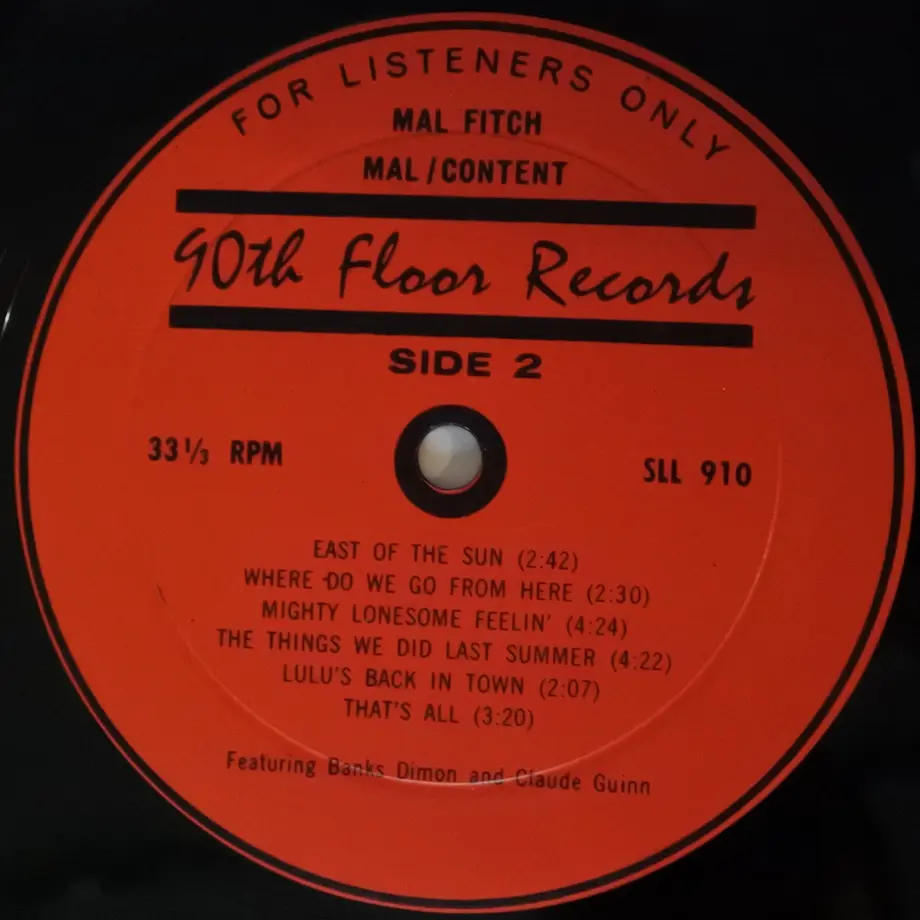 FOR LISTENERS ONLY
MAL FITCH
MAL/CONTENT
90th Floor Records
SIDE 2
33 1/3 RPM
SLL 910
EAST OF THE SUN (2:42)
WHERE DO WE GO FROM HERE (2:30)
MIGHTY LONESOME FEELIN' (4:24)
THE THINGS WE DID LAST SUMMER (4:22)
LULU'S BACK IN TOWN (2:07)
THAT'S ALL (3:20)
Featuring Banks Dimon and Claude Guinn